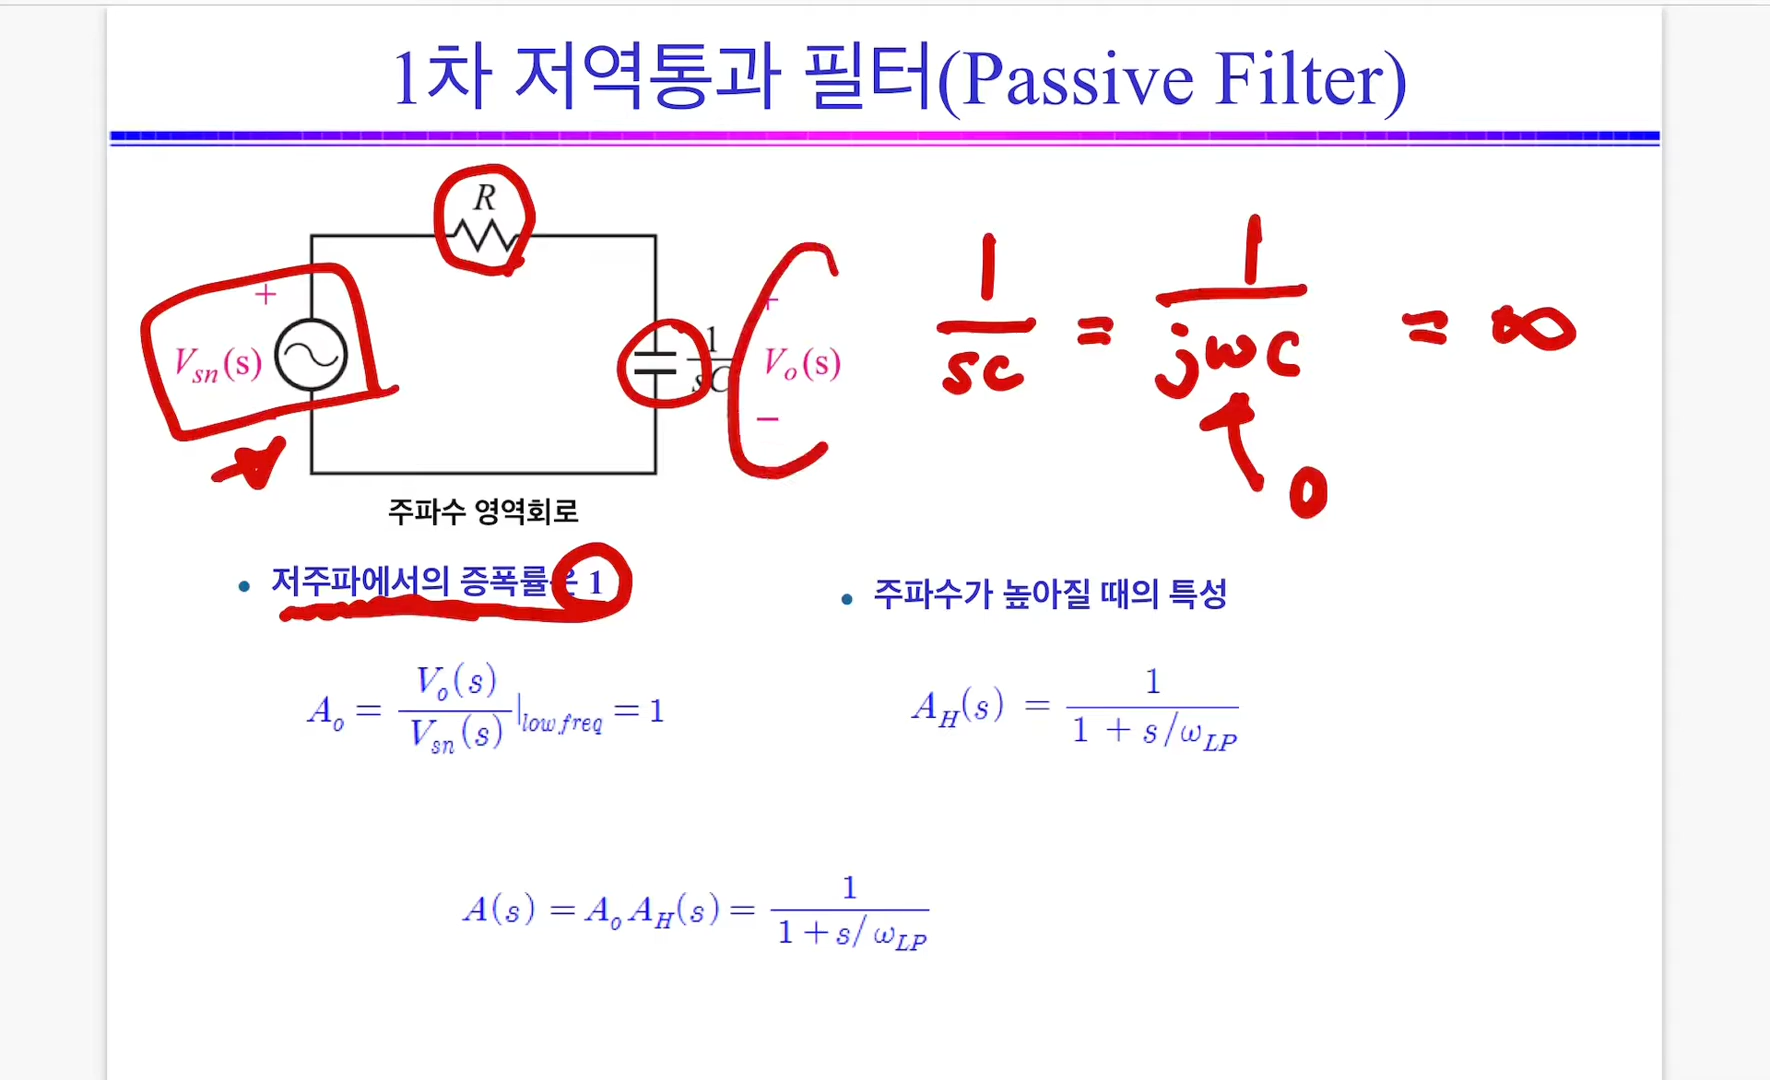 1차 저역통과 필터(Passive Filter)
R
+
V_sn(s)
1
sC
+
V_o(s)
−
1/sc = 1/jwc = ∞
0
주파수 영역회로
• 저주파에서의 증폭률은 1
• 주파수가 높아질 때의 특성
A_o = V_o(s)/V_sn(s) |_low freq = 1
A_H(s) = 1/(1 + s/ω_LP)
A(s) = A_o A_H(s) = 1/(1 + s/ω_LP)